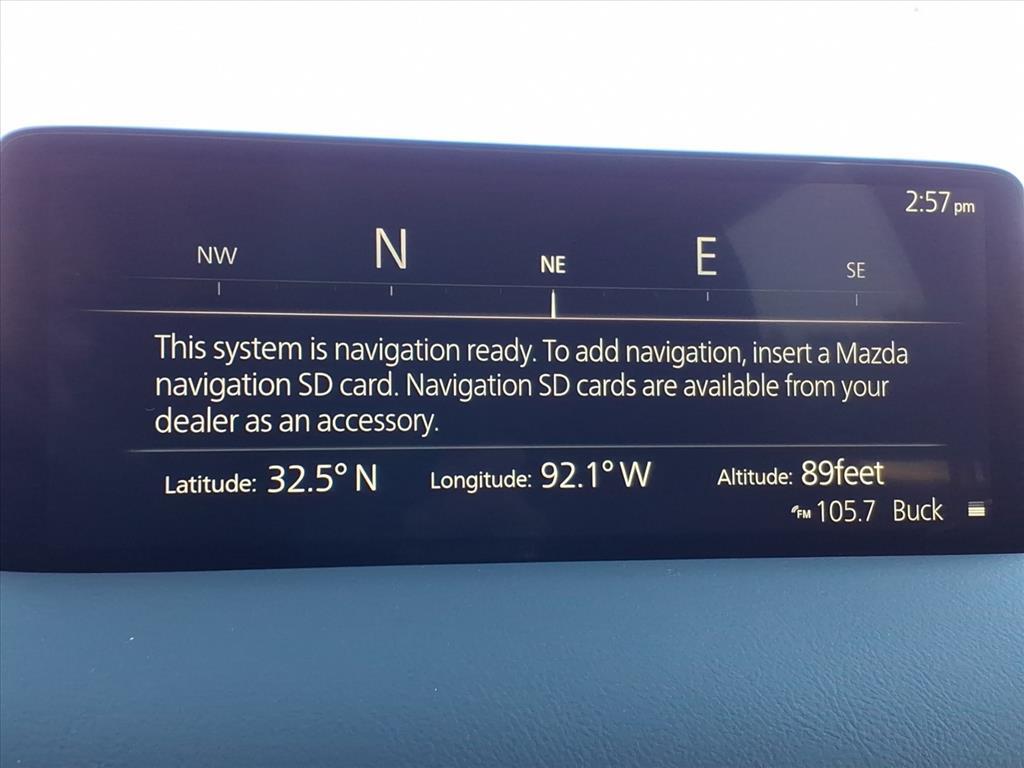 2:57 pm
NW N NE E SE
This system is navigation ready. To add navigation, insert a Mazda
navigation SD card. Navigation SD cards are available from your
dealer as an accessory.
Latitude: 32.5° N Longitude: 92.1° W Altitude: 89feet
FM 105.7 Buck